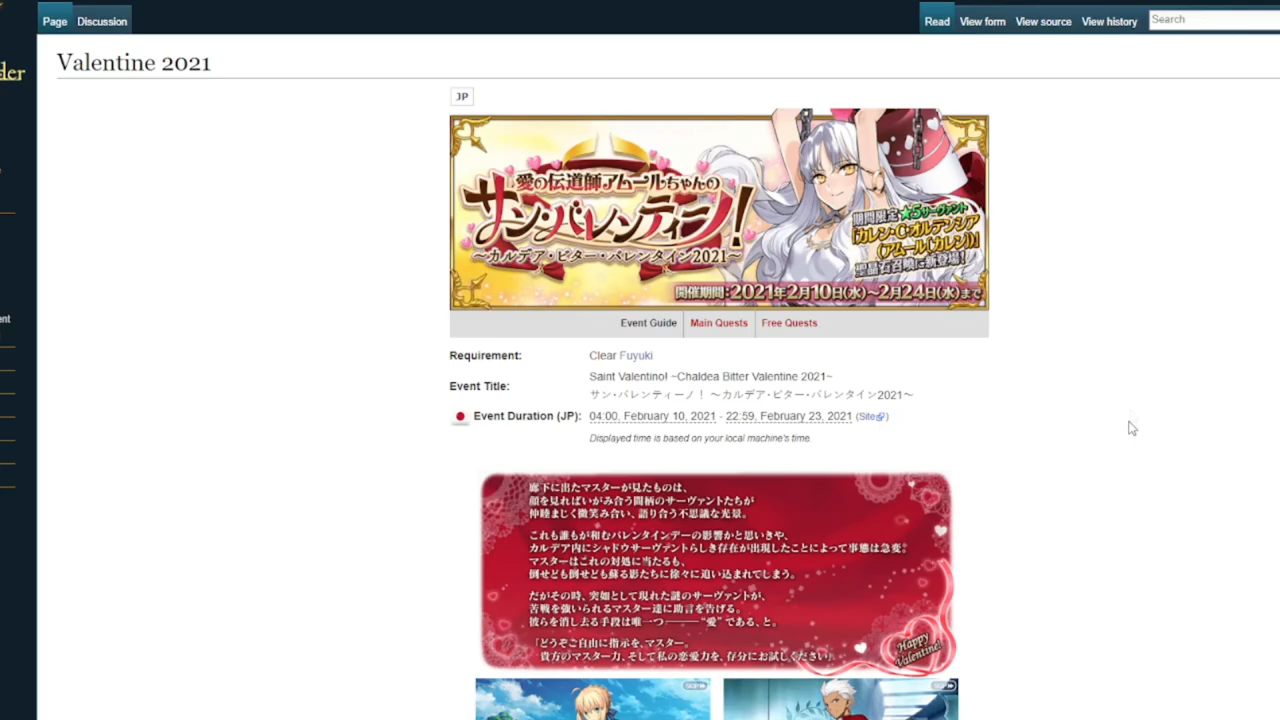 Page
Discussion
Read
View form
View source
View history
Search
der
Valentine 2021
JP
愛の伝道師アムールちゃんの
サン・バレンティーノ！
～カルデア・ビター・バレンタイン2021～
期間限定★5サーヴァント
「カレン・C・オルテンシア
(アムール〔カレン〕)」
聖晶石召喚に新登場！
開催期間：2021年2月10日(水)～2月24日(水)まで
Event Guide
Main Quests
Free Quests
Requirement:
Clear Fuyuki
Event Title:
Saint Valentino! ~Chaldea Bitter Valentine 2021~
サン・バレンティーノ！ ～カルデア・ビター・バレンタイン2021～
Event Duration (JP):
04:00, February 10, 2021 - 22:59, February 23, 2021 (Site)
Displayed time is based on your local machine's time.
ent
廊下に出たマスターが見たものは、
顔を見ればいがみ合う間柄のサーヴァントたちが
仲睦まじく微笑み合い、語り合う不思議な光景。
これも誰もが和むバレンタインデーの影響かと思いきや、
カルデア内にシャドウサーヴァントらしき存在が出現したことによって事態は急変。
マスターはこれの対処に当たるも、
倒せども倒せども蘇る影たちに徐々に追い込まれてしまう。
だがその時、突如として現れた謎のサーヴァントが、
苦戦を強いられるマスター達に助言を告げる。
彼らを消し去る手段は唯一つ―――“愛”である、と。
「どうぞご自由に指示を、マスター。
貴方のマスター力、そして私の恋愛力を、存分にお試しください」
Happy
Valentine!